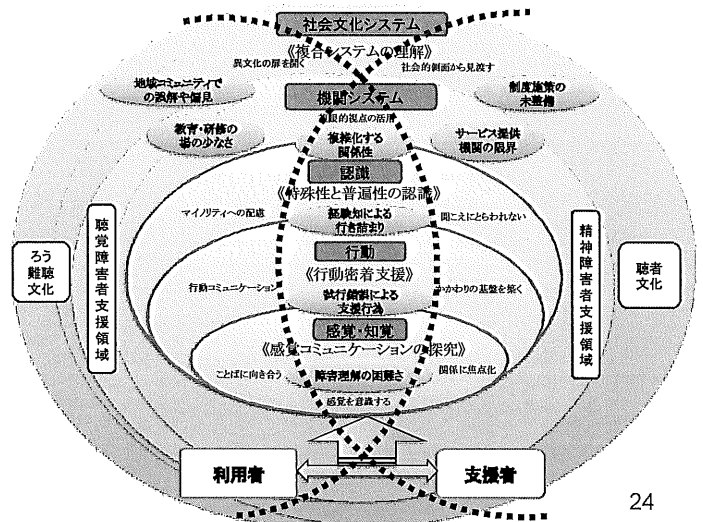 社会文化システム
《複合システムの理解》
異文化の扉を開く
社会的側面から見渡す
地域コミュニティで
の誤解や偏見
制度施策の
未整備
機関システム
教育・研修の
場の少なさ
複雑化する
関係性
サービス提供
機関の限界
認識
《特殊性と普遍性の認識》
マイノリティへの配慮
聞こえにとらわれない
経験知による
行き詰まり
ろう
難聴
文化
聴覚障害者支援領域
精神障害者支援領域
聴者
文化
行動
《行動密着支援》
行動コミュニケーション
かかわりの基盤を築く
試行錯誤による
支援行為
感覚・知覚
《感覚コミュニケーションの探究》
ことばに向き合う
障害理解の困難さ
関係に焦点化
感覚を意識する
利用者
支援者
24